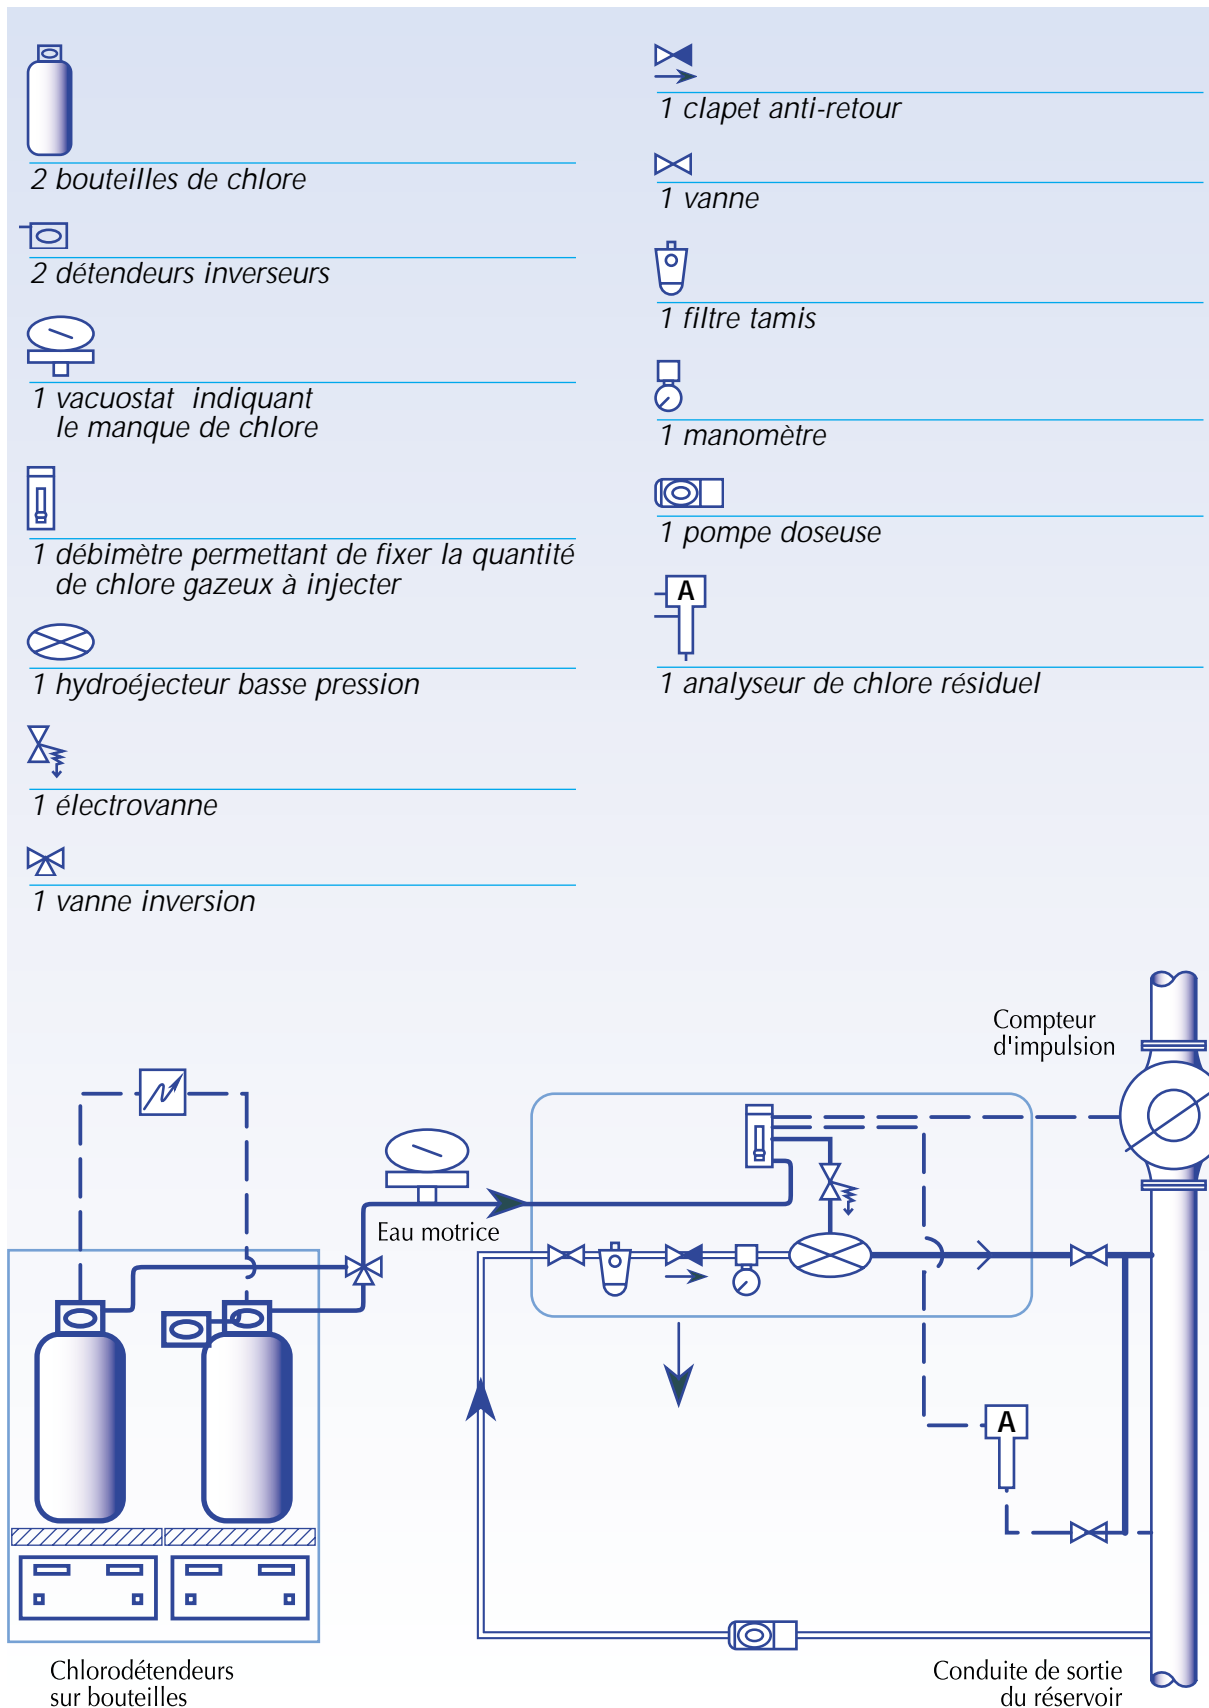 2 bouteilles de chlore
2 détendeurs inverseurs
1 vacuostat indiquant
le manque de chlore
1 débimètre permettant de fixer la quantité
de chlore gazeux à injecter
1 hydroéjecteur basse pression
1 électrovanne
1 vanne inversion
1 clapet anti-retour
1 vanne
1 filtre tamis
1 manomètre
1 pompe doseuse
A
1 analyseur de chlore résiduel
Compteur
d'impulsion
Eau motrice
A
Chlorodétendeurs
sur bouteilles
Conduite de sortie
du réservoir